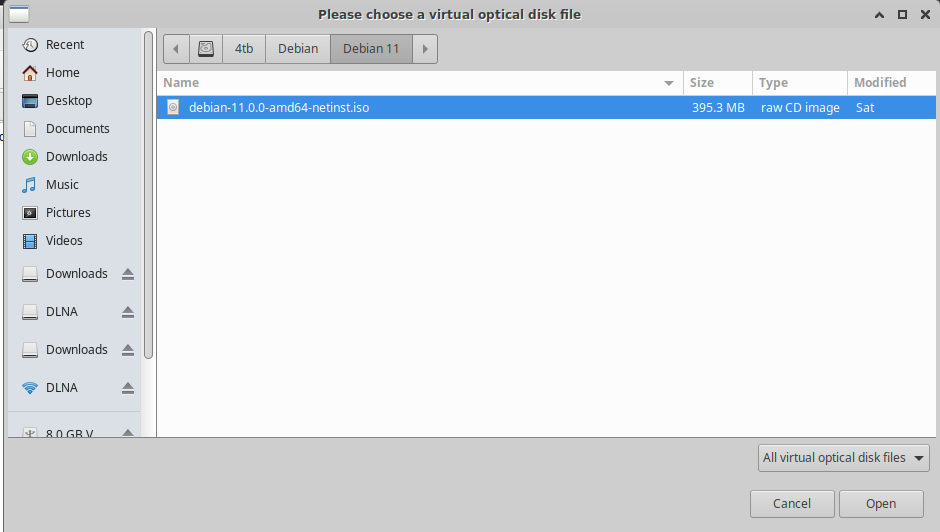 Please choose a virtual optical disk file
Recent
Home
Desktop
Documents
Downloads
Music
Pictures
Videos
Downloads
DLNA
Downloads
DLNA
8.0 GB V
4tb Debian Debian 11
Name Size Type Modified
debian-11.0.0-amd64-netinst.iso 395.3 MB raw CD image Sat
All virtual optical disk files
Cancel Open